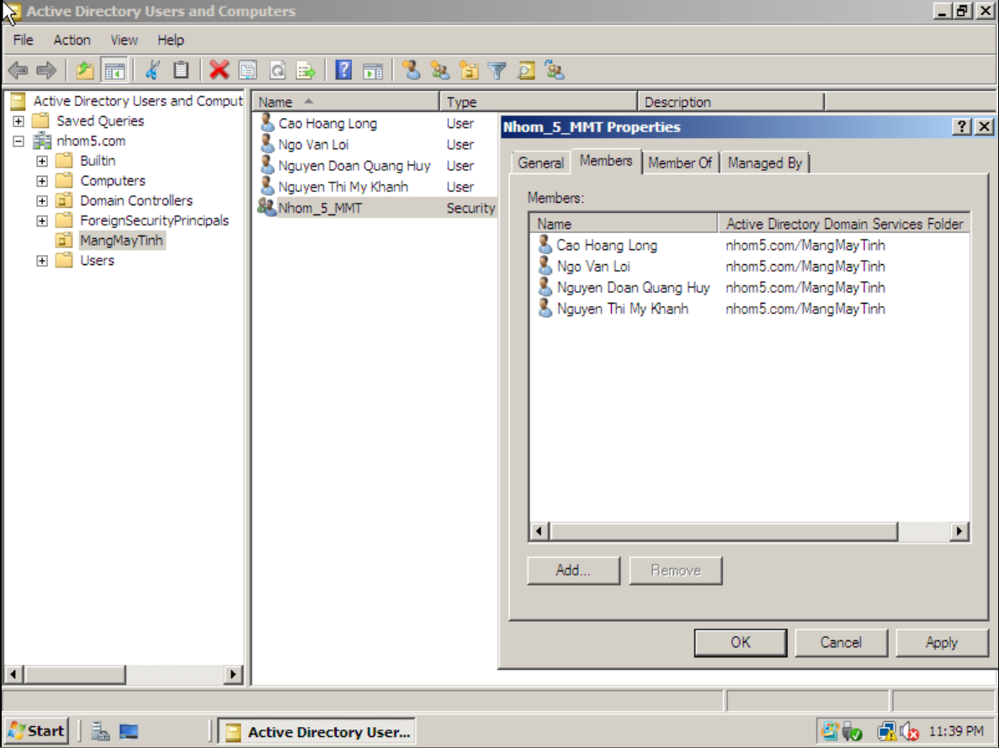 Active Directory Users and Computers
File Action View Help
Active Directory Users and Comput
Saved Queries
nhom5.com
Builtin
Computers
Domain Controllers
ForeignSecurityPrincipals
MangMayTinh
Users
Name Type Description
Cao Hoang Long User
Ngo Van Loi User
Nguyen Doan Quang Huy User
Nguyen Thi My Khanh User
Nhom_5_MMT Security
Nhom_5_MMT Properties
General Members Member Of Managed By
Members:
Name Active Directory Domain Services Folder
Cao Hoang Long nhom5.com/MangMayTinh
Ngo Van Loi nhom5.com/MangMayTinh
Nguyen Doan Quang Huy nhom5.com/MangMayTinh
Nguyen Thi My Khanh nhom5.com/MangMayTinh
Add... Remove
OK Cancel Apply
Start Active Directory User... 11:39 PM